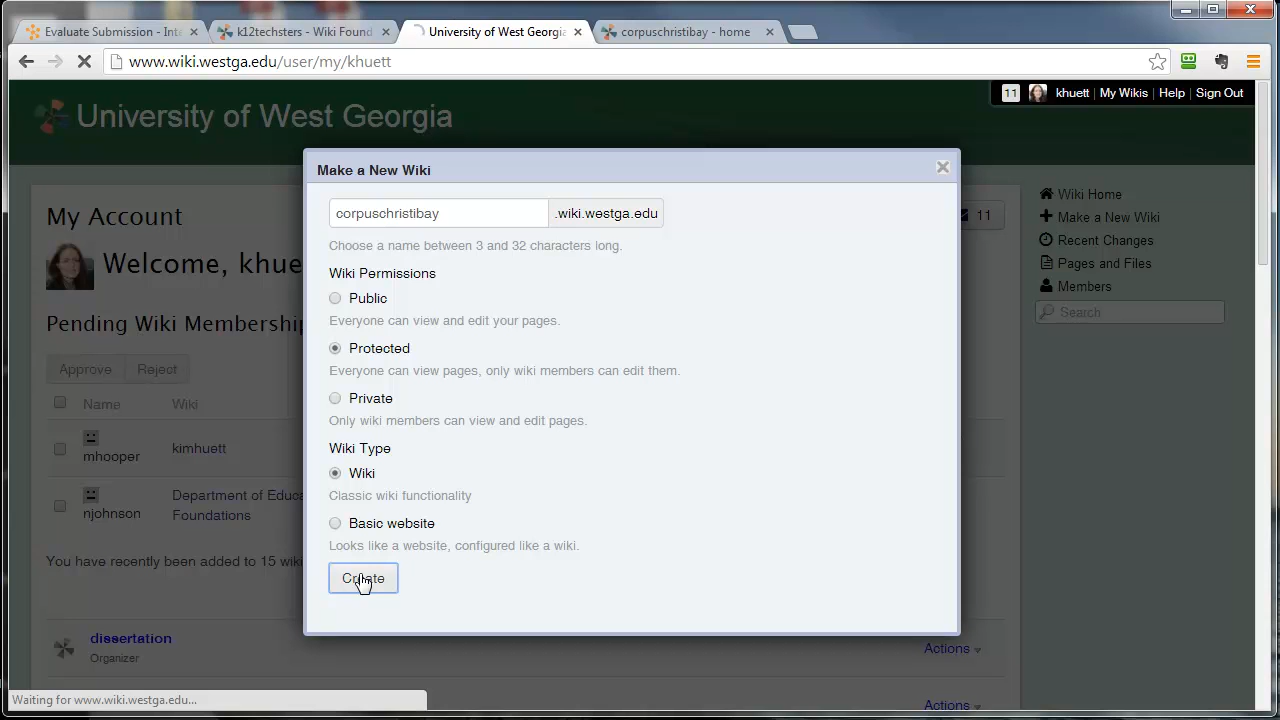 Evaluate Submission - Inte
k12techsters - Wiki Found
University of West Georgia
corpuschristibay - home
www.wiki.westga.edu/user/my/khuett
11 khuett | My Wikis | Help | Sign Out
University of West Georgia
Make a New Wiki
corpuschristibay .wiki.westga.edu
Choose a name between 3 and 32 characters long.
Wiki Permissions
Public
Everyone can view and edit your pages.
Protected
Everyone can view pages, only wiki members can edit them.
Private
Only wiki members can view and edit pages.
Wiki Type
Wiki
Classic wiki functionality
Basic website
Looks like a website, configured like a wiki.
Create
My Account
11
Welcome, khue
Pending Wiki Membership
Approve Reject
Name Wiki
mhooper kimhuett
njohnson Department of Educa
Foundations
You have recently been added to 15 wiki
dissertation
Organizer
Actions
Actions
Wiki Home
Make a New Wiki
Recent Changes
Pages and Files
Members
Search
Waiting for www.wiki.westga.edu...